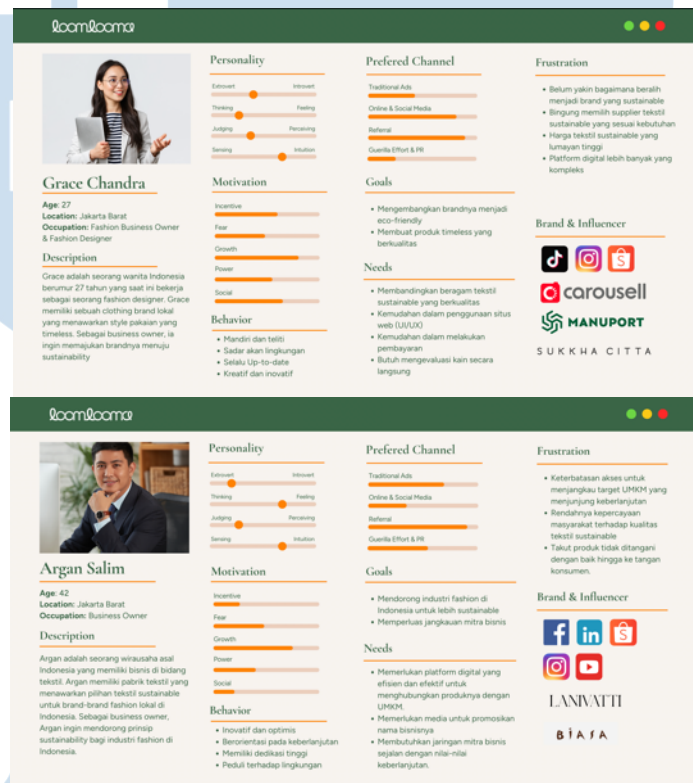 loomloome
Grace Chandra
Age: 27
Location: Jakarta Barat
Occupation: Fashion Business Owner
& Fashion Designer
Description
Grace adalah seorang wanita Indonesia
berumur 27 tahun yang saat ini bekerja
sebagai seorang fashion designer. Grace
memiliki sebuah clothing brand lokal
yang menawarkan style pakaian yang
timeless. Sebagai business owner, ia
ingin memajukan brandnya menuju
sustainability
Personality
Extrovert Introvert
Thinking Feeling
Judging Perceiving
Sensing Intuition
Motivation
Incentive
Fear
Growth
Power
Social
Behavior
Mandiri dan teliti
Sadar akan lingkungan
Selalu Up-to-date
Kreatif dan inovatif
Prefered Channel
Traditional Ads
Online & Social Media
Referral
Guerilla Effort & PR
Goals
Mengembangkan brandnya menjadi
eco-friendly
Membuat produk timeless yang
berkualitas
Needs
Membandingkan beragam tekstil
sustainable yang berkualitas
Kemudahan dalam penggunaan situs
web (UI/UX)
Kemudahan dalam melakukan
pembayaran
Butuh mengevaluasi kain secara
langsung
Frustration
Belum yakin bagaimana beralih
menjadi brand yang sustainable
Bingung memilih supplier tekstil
sustainable yang sesuai kebutuhan
Harga tekstil sustainable yang
lumayan tinggi
Platform digital lebih banyak yang
kompleks
Brand & Influencer
carousell
MANUPORT
SUKKHA CITTA
loomloome
Argan Salim
Age: 42
Location: Jakarta Barat
Occupation: Business Owner
Description
Argan adalah seorang wirausaha asal
Indonesia yang memiliki bisnis di bidang
tekstil. Argan memiliki pabrik tekstil yang
menawarkan pilihan tekstil sustainable
untuk brand-brand fashion lokal di
Indonesia. Sebagai business owner,
Argan ingin mendorong prinsip
sustainability bagi industri fashion di
Indonesia.
Personality
Extrovert Introvert
Thinking Feeling
Judging Perceiving
Sensing Intuition
Motivation
Incentive
Fear
Growth
Power
Social
Behavior
Inovatif dan optimis
Berorientasi pada keberlanjutan
Memiliki dedikasi tinggi
Peduli terhadap lingkungan
Prefered Channel
Traditional Ads
Online & Social Media
Referral
Guerilla Effort & PR
Goals
Mendorong industri fashion di
Indonesia untuk lebih sustainable
Memperluas jangkauan mitra bisnis
Needs
Memerlukan platform digital yang
efisien dan efektif untuk
menghubungkan produknya dengan
UMKM.
Memerlukan media untuk promosikan
nama bisnisnya
Membutuhkan jaringan mitra bisnis
sejalan dengan nilai-nilai
keberlanjutan.
Frustration
Keterbatasan akses untuk
menjangkau target UMKM yang
menjunjung keberlanjutan
Rendahnya kepercayaan
masyarakat terhadap kualitas
tekstil sustainable
Takut produk tidak ditangani
dengan baik hingga ke tangan
konsumen.
Brand & Influencer
in
LANIVATTI
BIASA